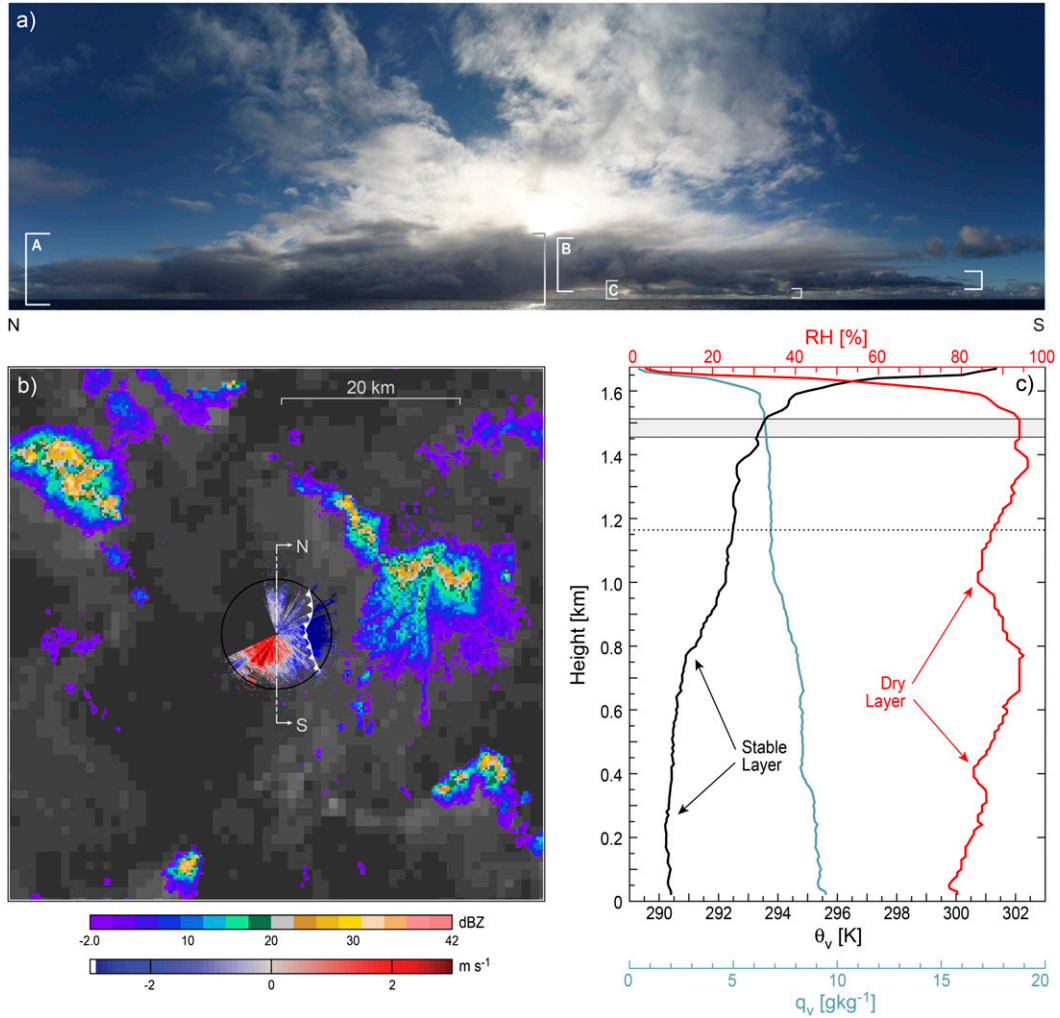 a)
A
B
C
N
S
b)
20 km
N
S
-2.0 10 20 30 42 dBZ
-2 0 2 m s⁻¹
RH [%]
0 20 40 60 80 100
c)
1.6
1.4
1.2
1.0
0.8
0.6
0.4
0.2
0
Height [km]
Dry
Layer
Stable
Layer
290 292 294 296 298 300 302
θv [K]
0 5 10 15 20
qv [gkg⁻¹]